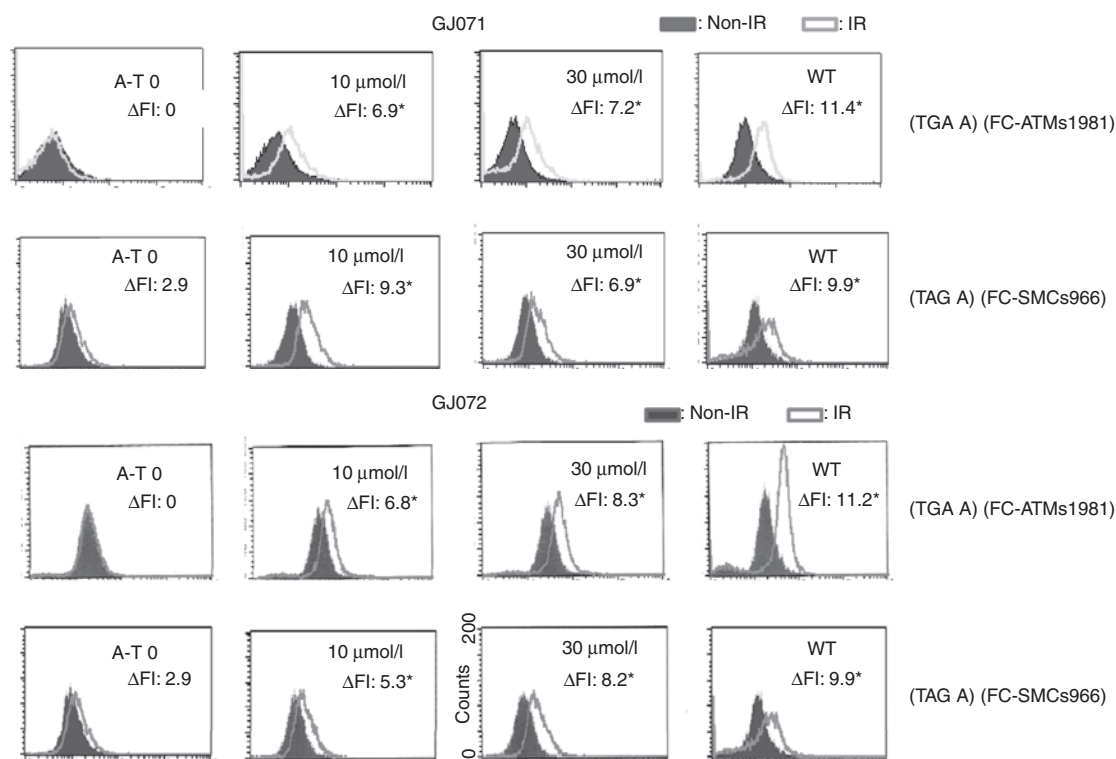 GJ071
: Non-IR : IR
A-T 0
ΔFI: 0
10 μmol/l
ΔFI: 6.9*
30 μmol/l
ΔFI: 7.2*
WT
ΔFI: 11.4*
(TGA A) (FC-ATMs1981)
A-T 0
ΔFI: 2.9
10 μmol/l
ΔFI: 9.3*
30 μmol/l
ΔFI: 6.9*
WT
ΔFI: 9.9*
(TAG A) (FC-SMCs966)
GJ072
: Non-IR : IR
A-T 0
ΔFI: 0
10 μmol/l
ΔFI: 6.8*
30 μmol/l
ΔFI: 8.3*
WT
ΔFI: 11.2*
(TGA A) (FC-ATMs1981)
A-T 0
ΔFI: 2.9
10 μmol/l
ΔFI: 5.3*
200
Counts
0
30 μmol/l
ΔFI: 8.2*
WT
ΔFI: 9.9*
(TAG A) (FC-SMCs966)